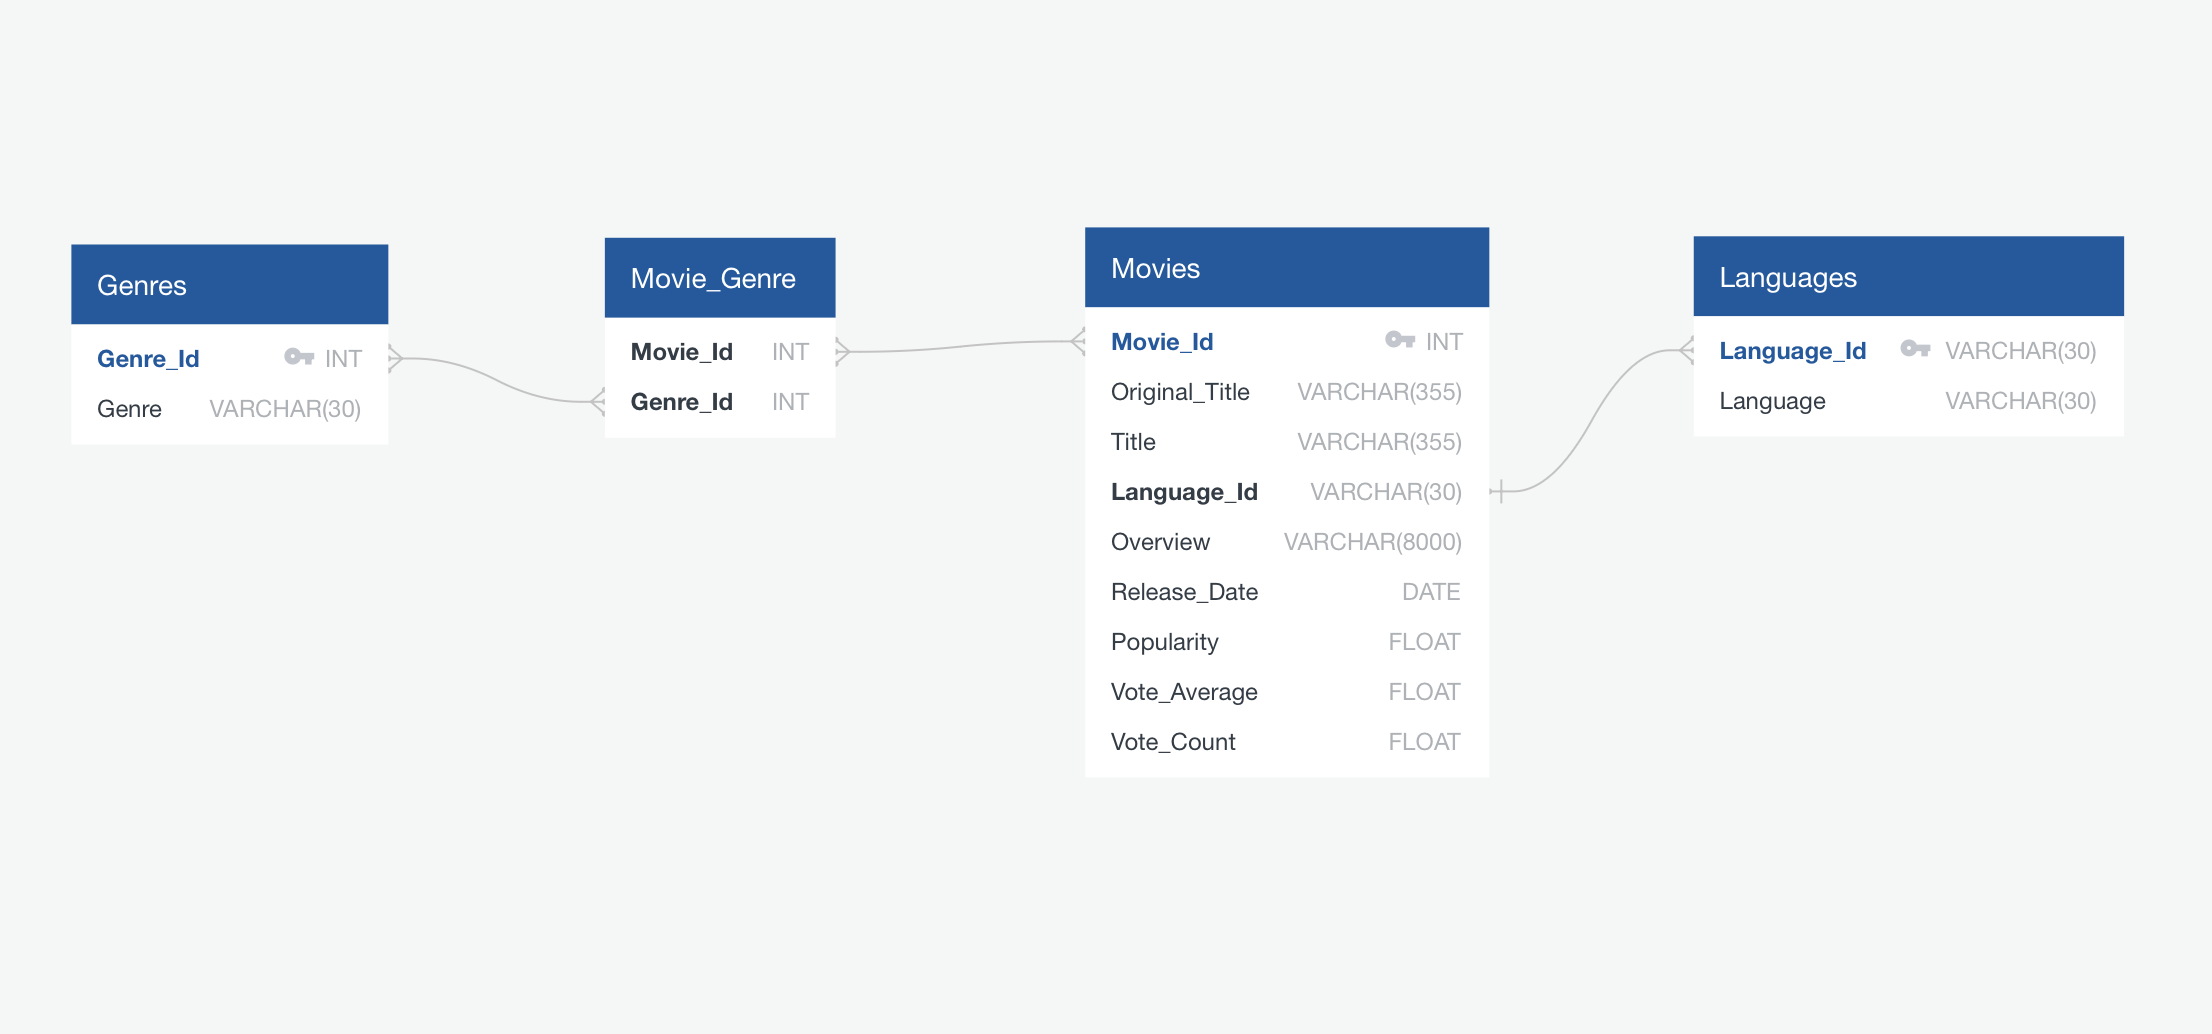 Genres
Genre_Id INT
Genre VARCHAR(30)
Movie_Genre
Movie_Id INT
Genre_Id INT
Movies
Movie_Id INT
Original_Title VARCHAR(355)
Title VARCHAR(355)
Language_Id VARCHAR(30)
Overview VARCHAR(8000)
Release_Date DATE
Popularity FLOAT
Vote_Average FLOAT
Vote_Count FLOAT
Languages
Language_Id VARCHAR(30)
Language VARCHAR(30)